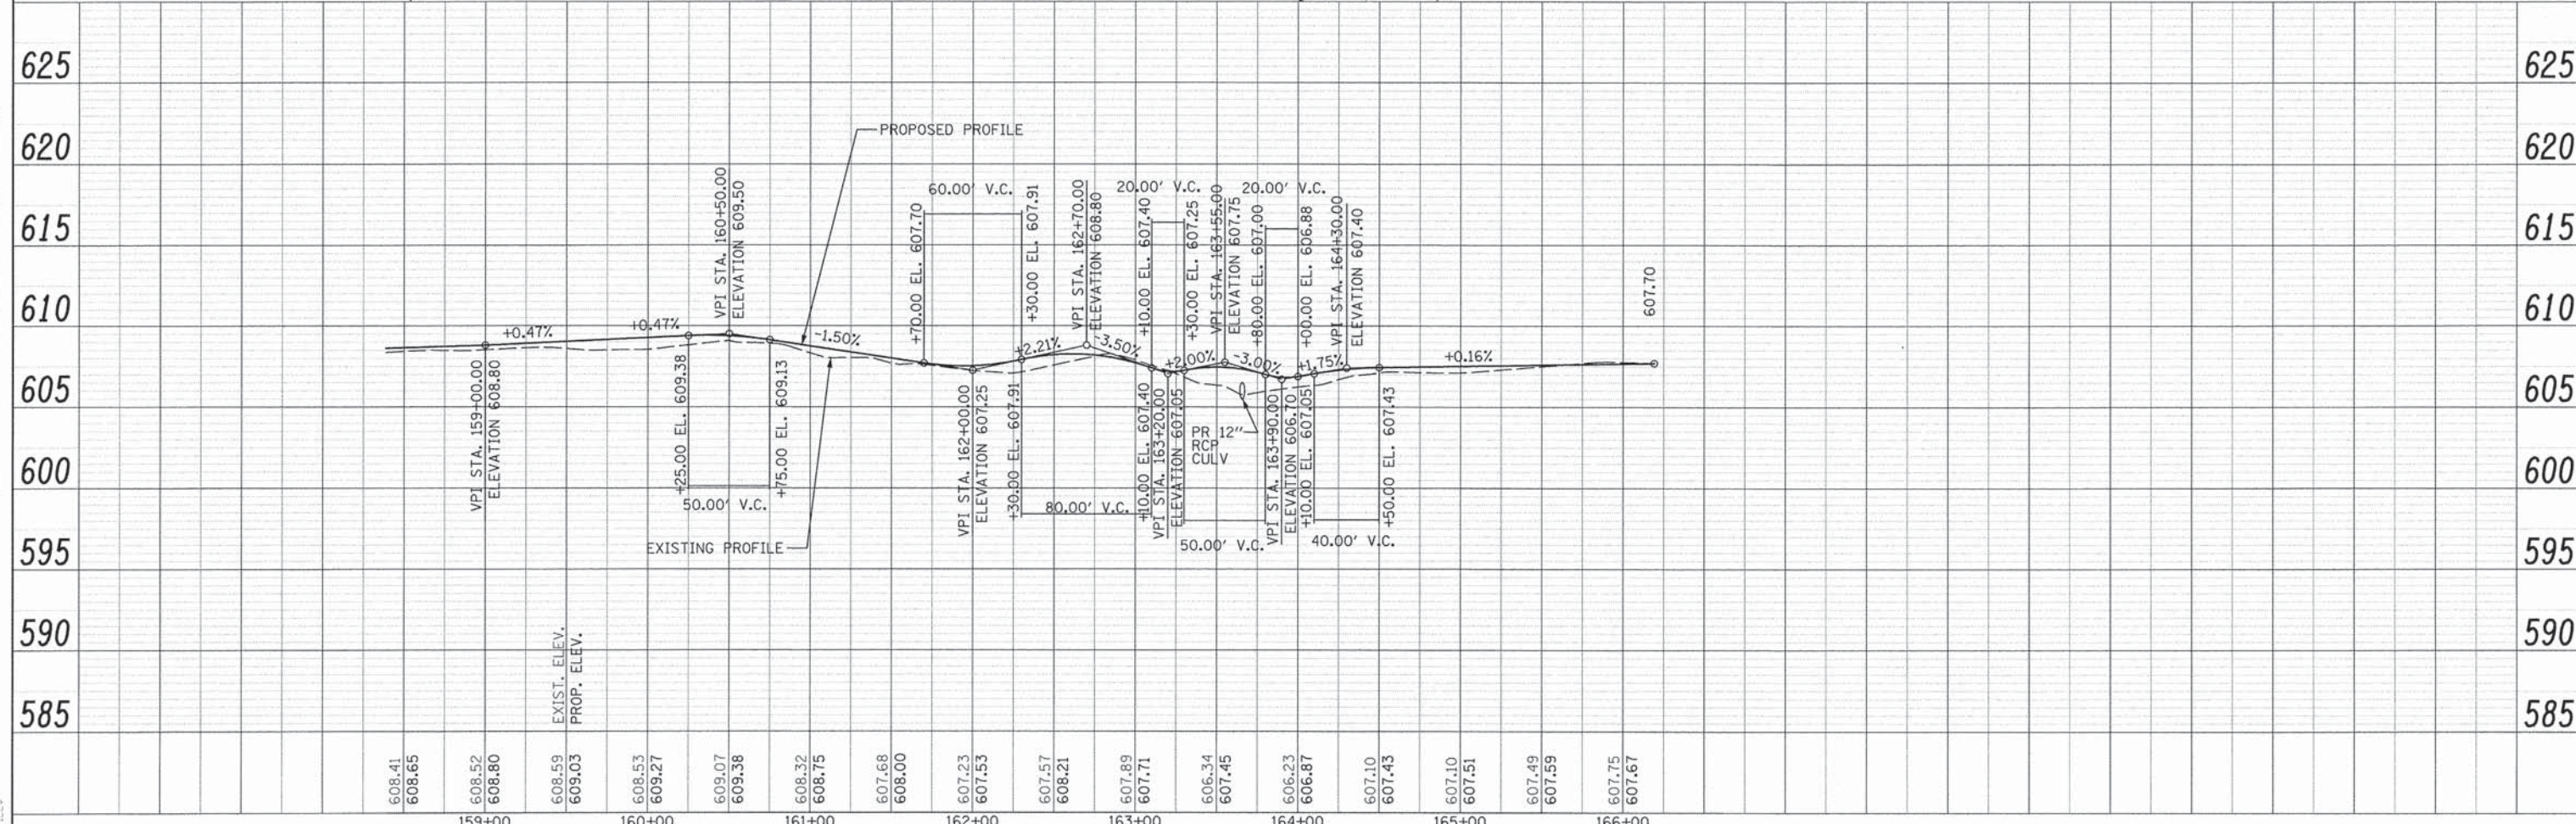 625
625
620
620
615
615
610
610
605
605
600
600
595
595
590
590
585
585
PROPOSED PROFILE
EXISTING PROFILE
+0.47%
+0.47%
-1.50%
+2.21%
-3.50%
+2.00%
-3.00%
+1.75%
+0.16%
VPI STA. 159+00.00
ELEVATION 608.80
+25.00 EL. 609.38
50.00' V.C.
+75.00 EL. 609.13
VPI STA. 160+50.00
ELEVATION 609.50
+70.00 EL. 607.70
60.00' V.C.
+30.00 EL. 607.91
VPI STA. 162+00.00
ELEVATION 607.25
+30.00 EL. 607.91
80.00' V.C.
+10.00 EL. 607.40
VPI STA. 162+70.00
ELEVATION 608.80
+10.00 EL. 607.40
20.00' V.C.
+30.00 EL. 607.25
VPI STA. 163+20.00
ELEVATION 607.05
VPI STA. 163+55.00
ELEVATION 607.75
50.00' V.C.
+80.00 EL. 607.00
20.00' V.C.
+00.00 EL. 606.88
PR 12"
RCP
CULV
VPI STA. 163+90.00
ELEVATION 606.70
+10.00 EL. 607.05
40.00' V.C.
+50.00 EL. 607.43
VPI STA. 164+30.00
ELEVATION 607.40
607.70
EXIST. ELEV.
PROP. ELEV.
608.41
608.65
608.52
608.80
608.59
609.03
608.53
609.27
609.07
609.38
608.32
608.75
607.68
608.00
607.23
607.53
607.57
608.21
607.89
607.71
606.34
607.45
606.23
606.87
607.10
607.43
607.10
607.51
607.49
607.59
607.75
607.67
159+00
160+00
161+00
162+00
163+00
164+00
165+00
166+00